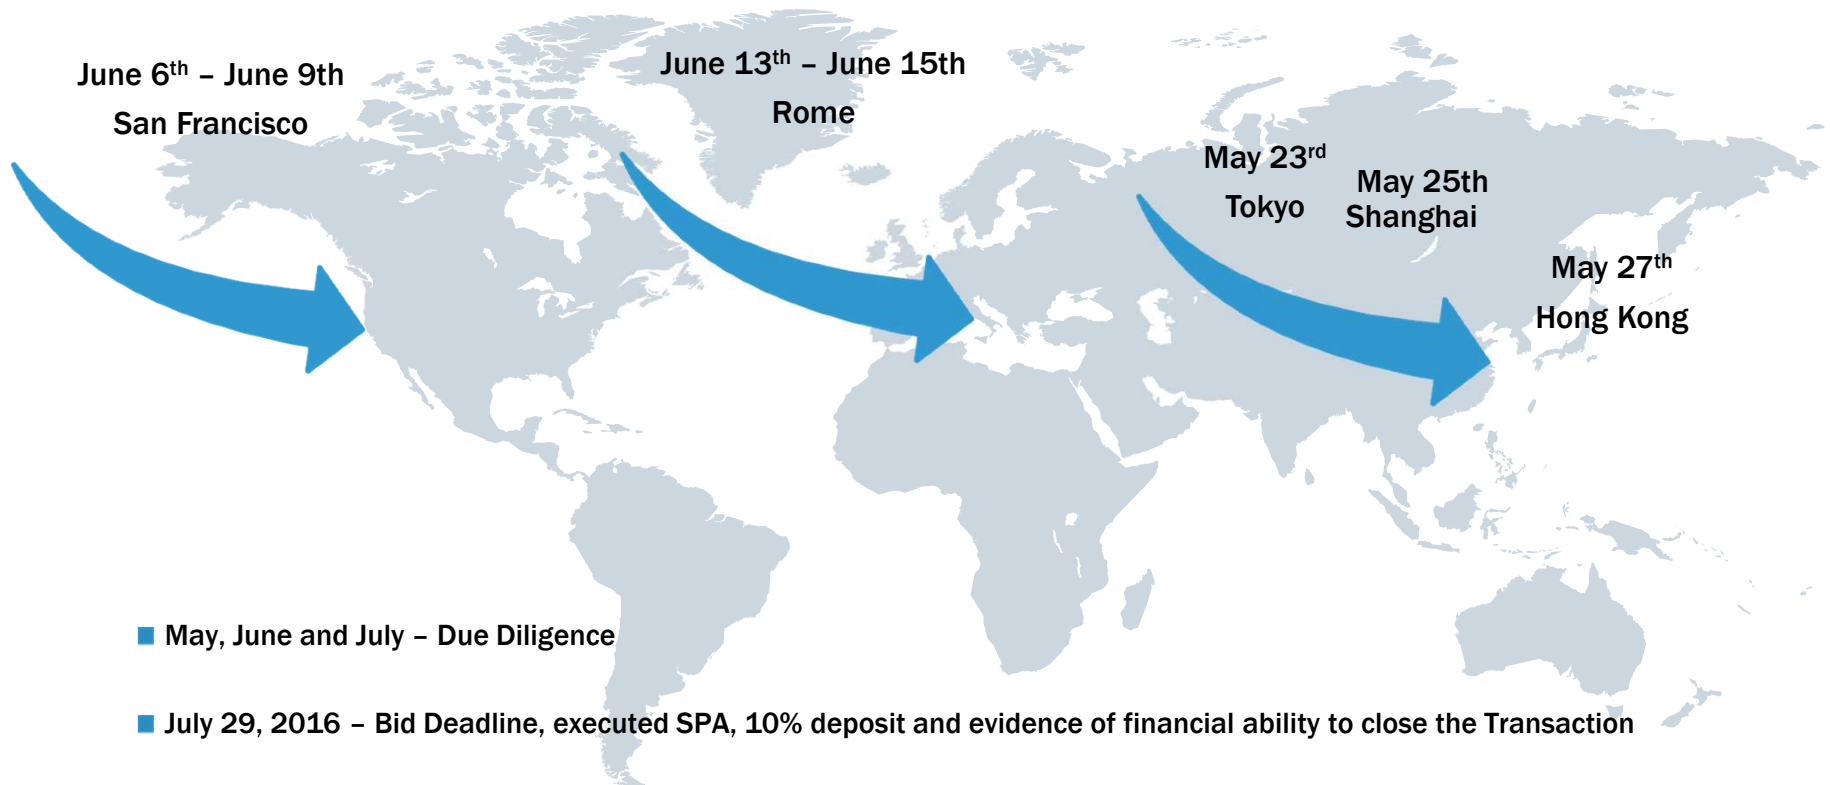 June 6th – June 9th
San Francisco
June 13th – June 15th
Rome
May 23rd
Tokyo
May 25th
Shanghai
May 27th
Hong Kong
May, June and July – Due Diligence
July 29, 2016 – Bid Deadline, executed SPA, 10% deposit and evidence of financial ability to close the Transaction